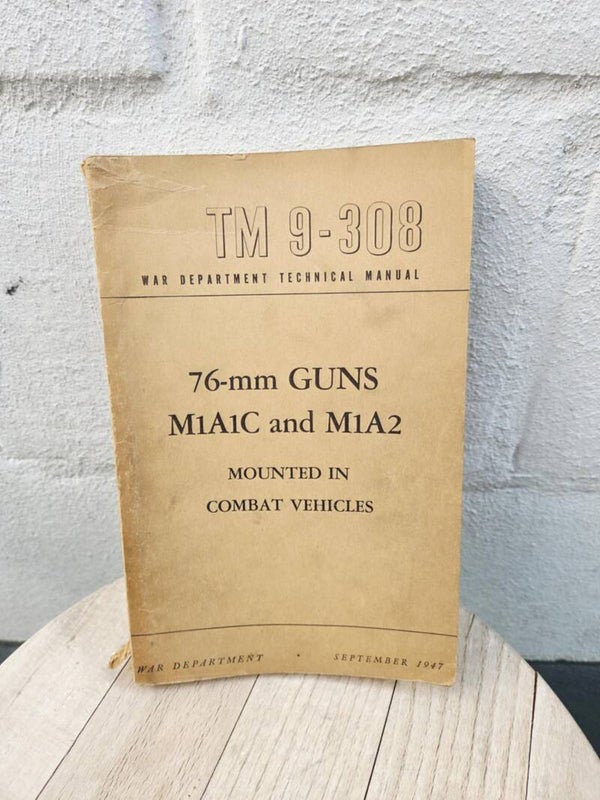 TM 9-308
WAR DEPARTMENT TECHNICAL MANUAL
76-mm GUNS
M1A1C and M1A2
MOUNTED IN
COMBAT VEHICLES
WAR DEPARTMENT • SEPTEMBER 1947